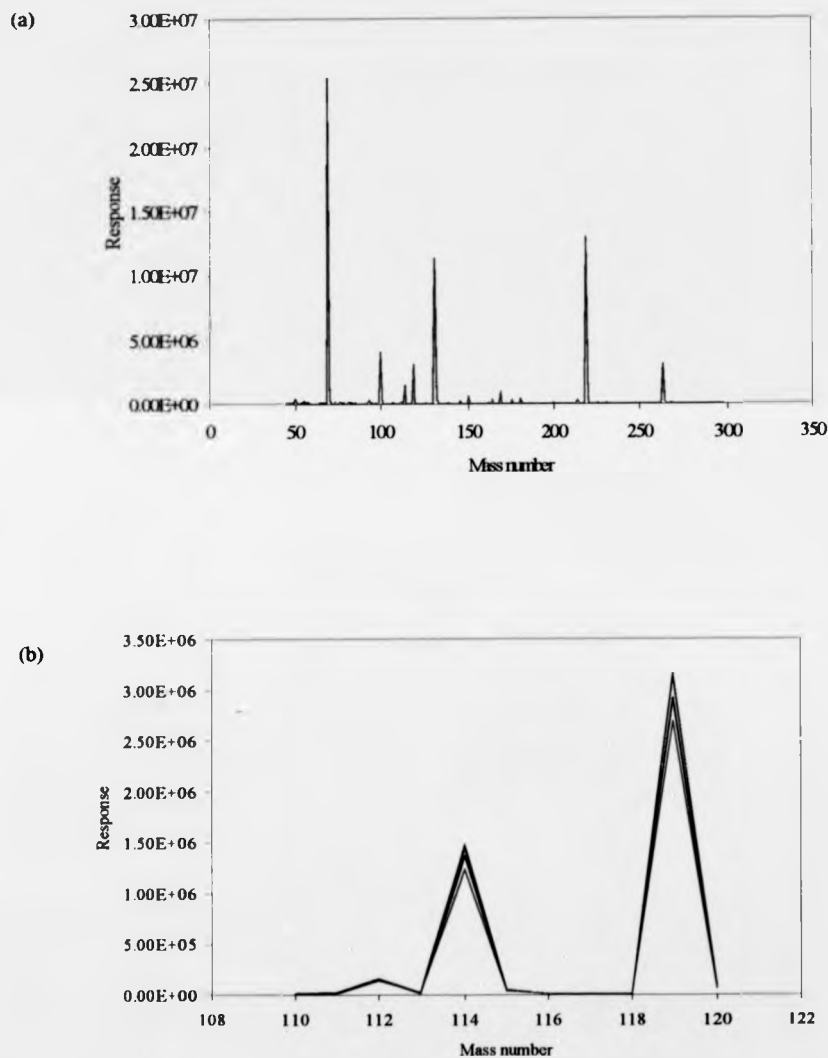 (a)
3.00E+07
2.50E+07
2.00E+07
1.50E+07
1.00E+07
5.00E+06
0.00E+00
Response
0 50 100 150 200 250 300 350
Mass number
(b)
3.50E+06
3.00E+06
2.50E+06
2.00E+06
1.50E+06
1.00E+06
5.00E+05
0.00E+00
Response
108 110 112 114 116 118 120 122
Mass number